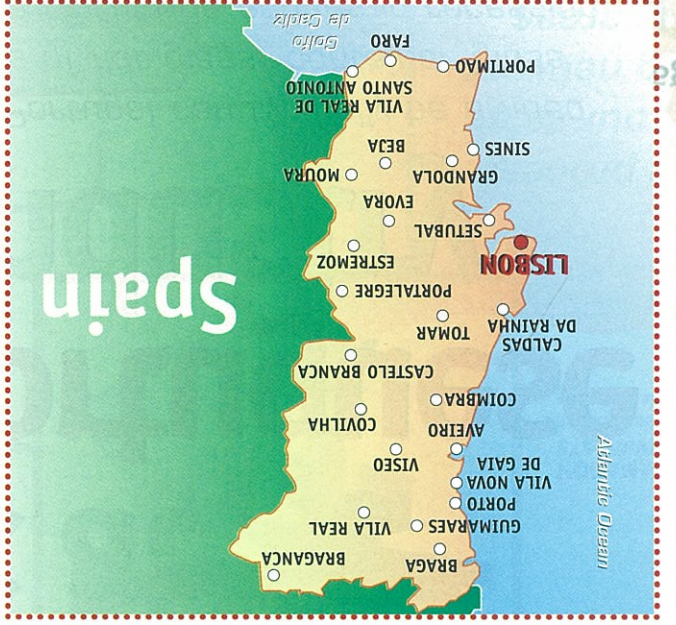 BRAGA
BRAGANCA
GUIMARAES
VILA REAL
Atlantic Ocean
PORTO
VILA NOVA
DE GAIA
VISEO
AVEIRO
COVILHA
COIMBRA
CASTELO BRANCA
CALDAS
DA RAINHA
TOMAR
PORTALEGRE
Spain
LISBON
ESTREMOZ
SETUBAL
EVORA
GRANDOLA
MOURA
SINES
BEJA
VILA REAL DE
SANTO ANTONIO
PORTIMAO
FARO
Golfo
de Cadiz